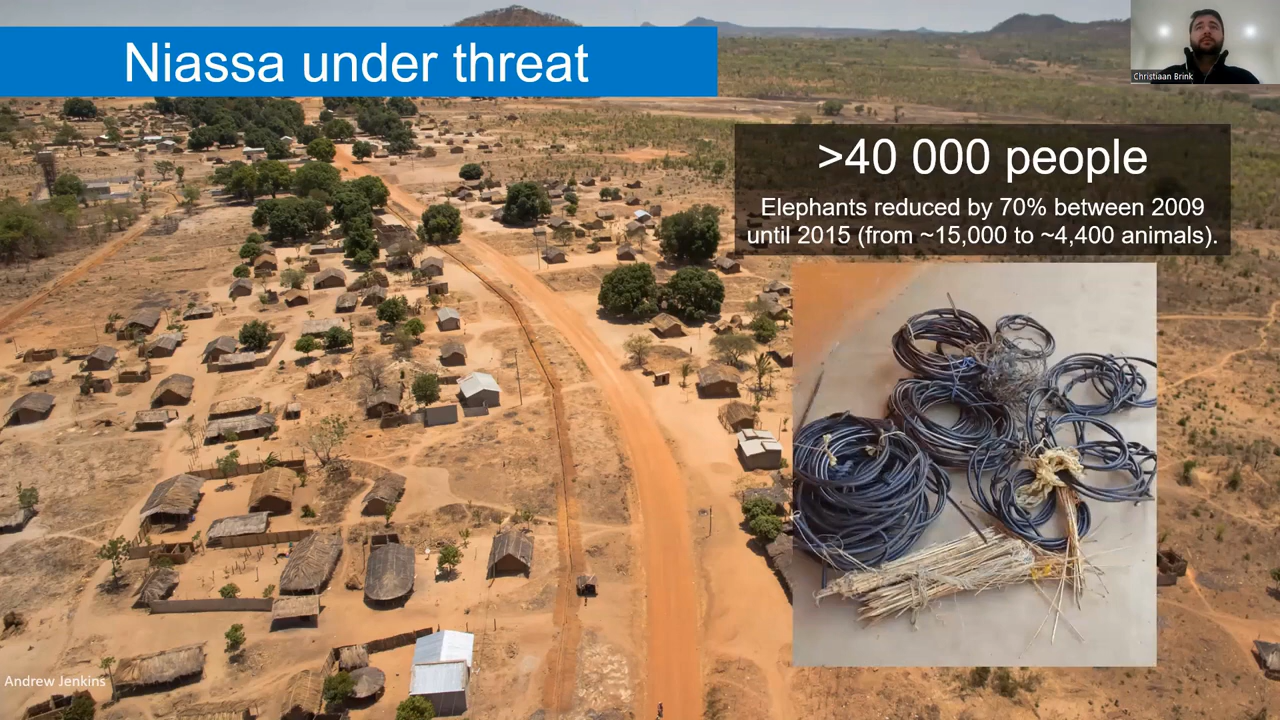 Niassa under threat
Christiaan Brink
>40 000 people
Elephants reduced by 70% between 2009
until 2015 (from ~15,000 to ~4,400 animals).
Andrew Jenkins